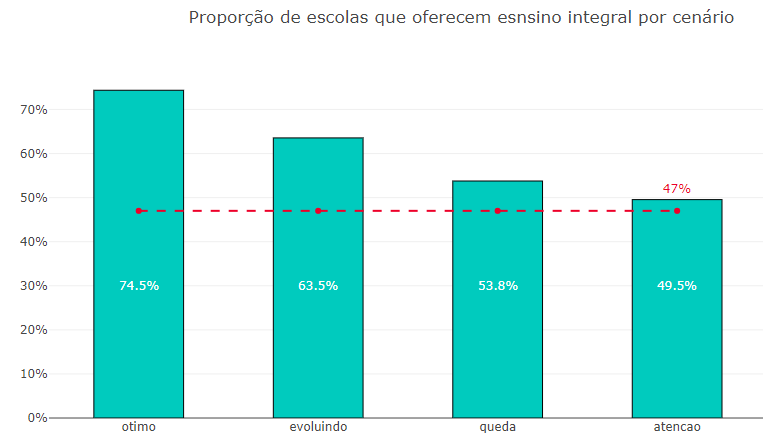 Proporção de escolas que oferecem esnsino integral por cenário
70%
60%
50%
40%
30%
20%
10%
0%
47%
74.5%
63.5%
53.8%
49.5%
otimo
evoluindo
queda
atencao